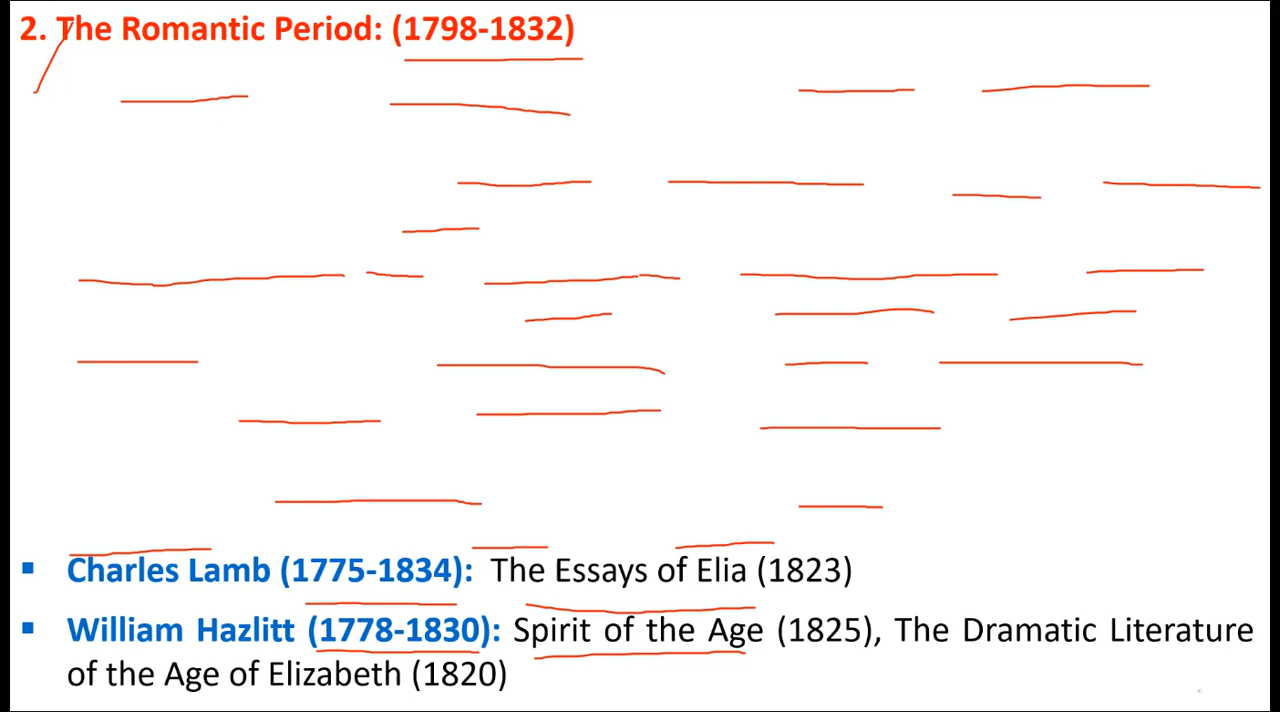 2. The Romantic Period: (1798-1832)
▪ Charles Lamb (1775-1834): The Essays of Elia (1823)
▪ William Hazlitt (1778-1830): Spirit of the Age (1825), The Dramatic Literature
of the Age of Elizabeth (1820)